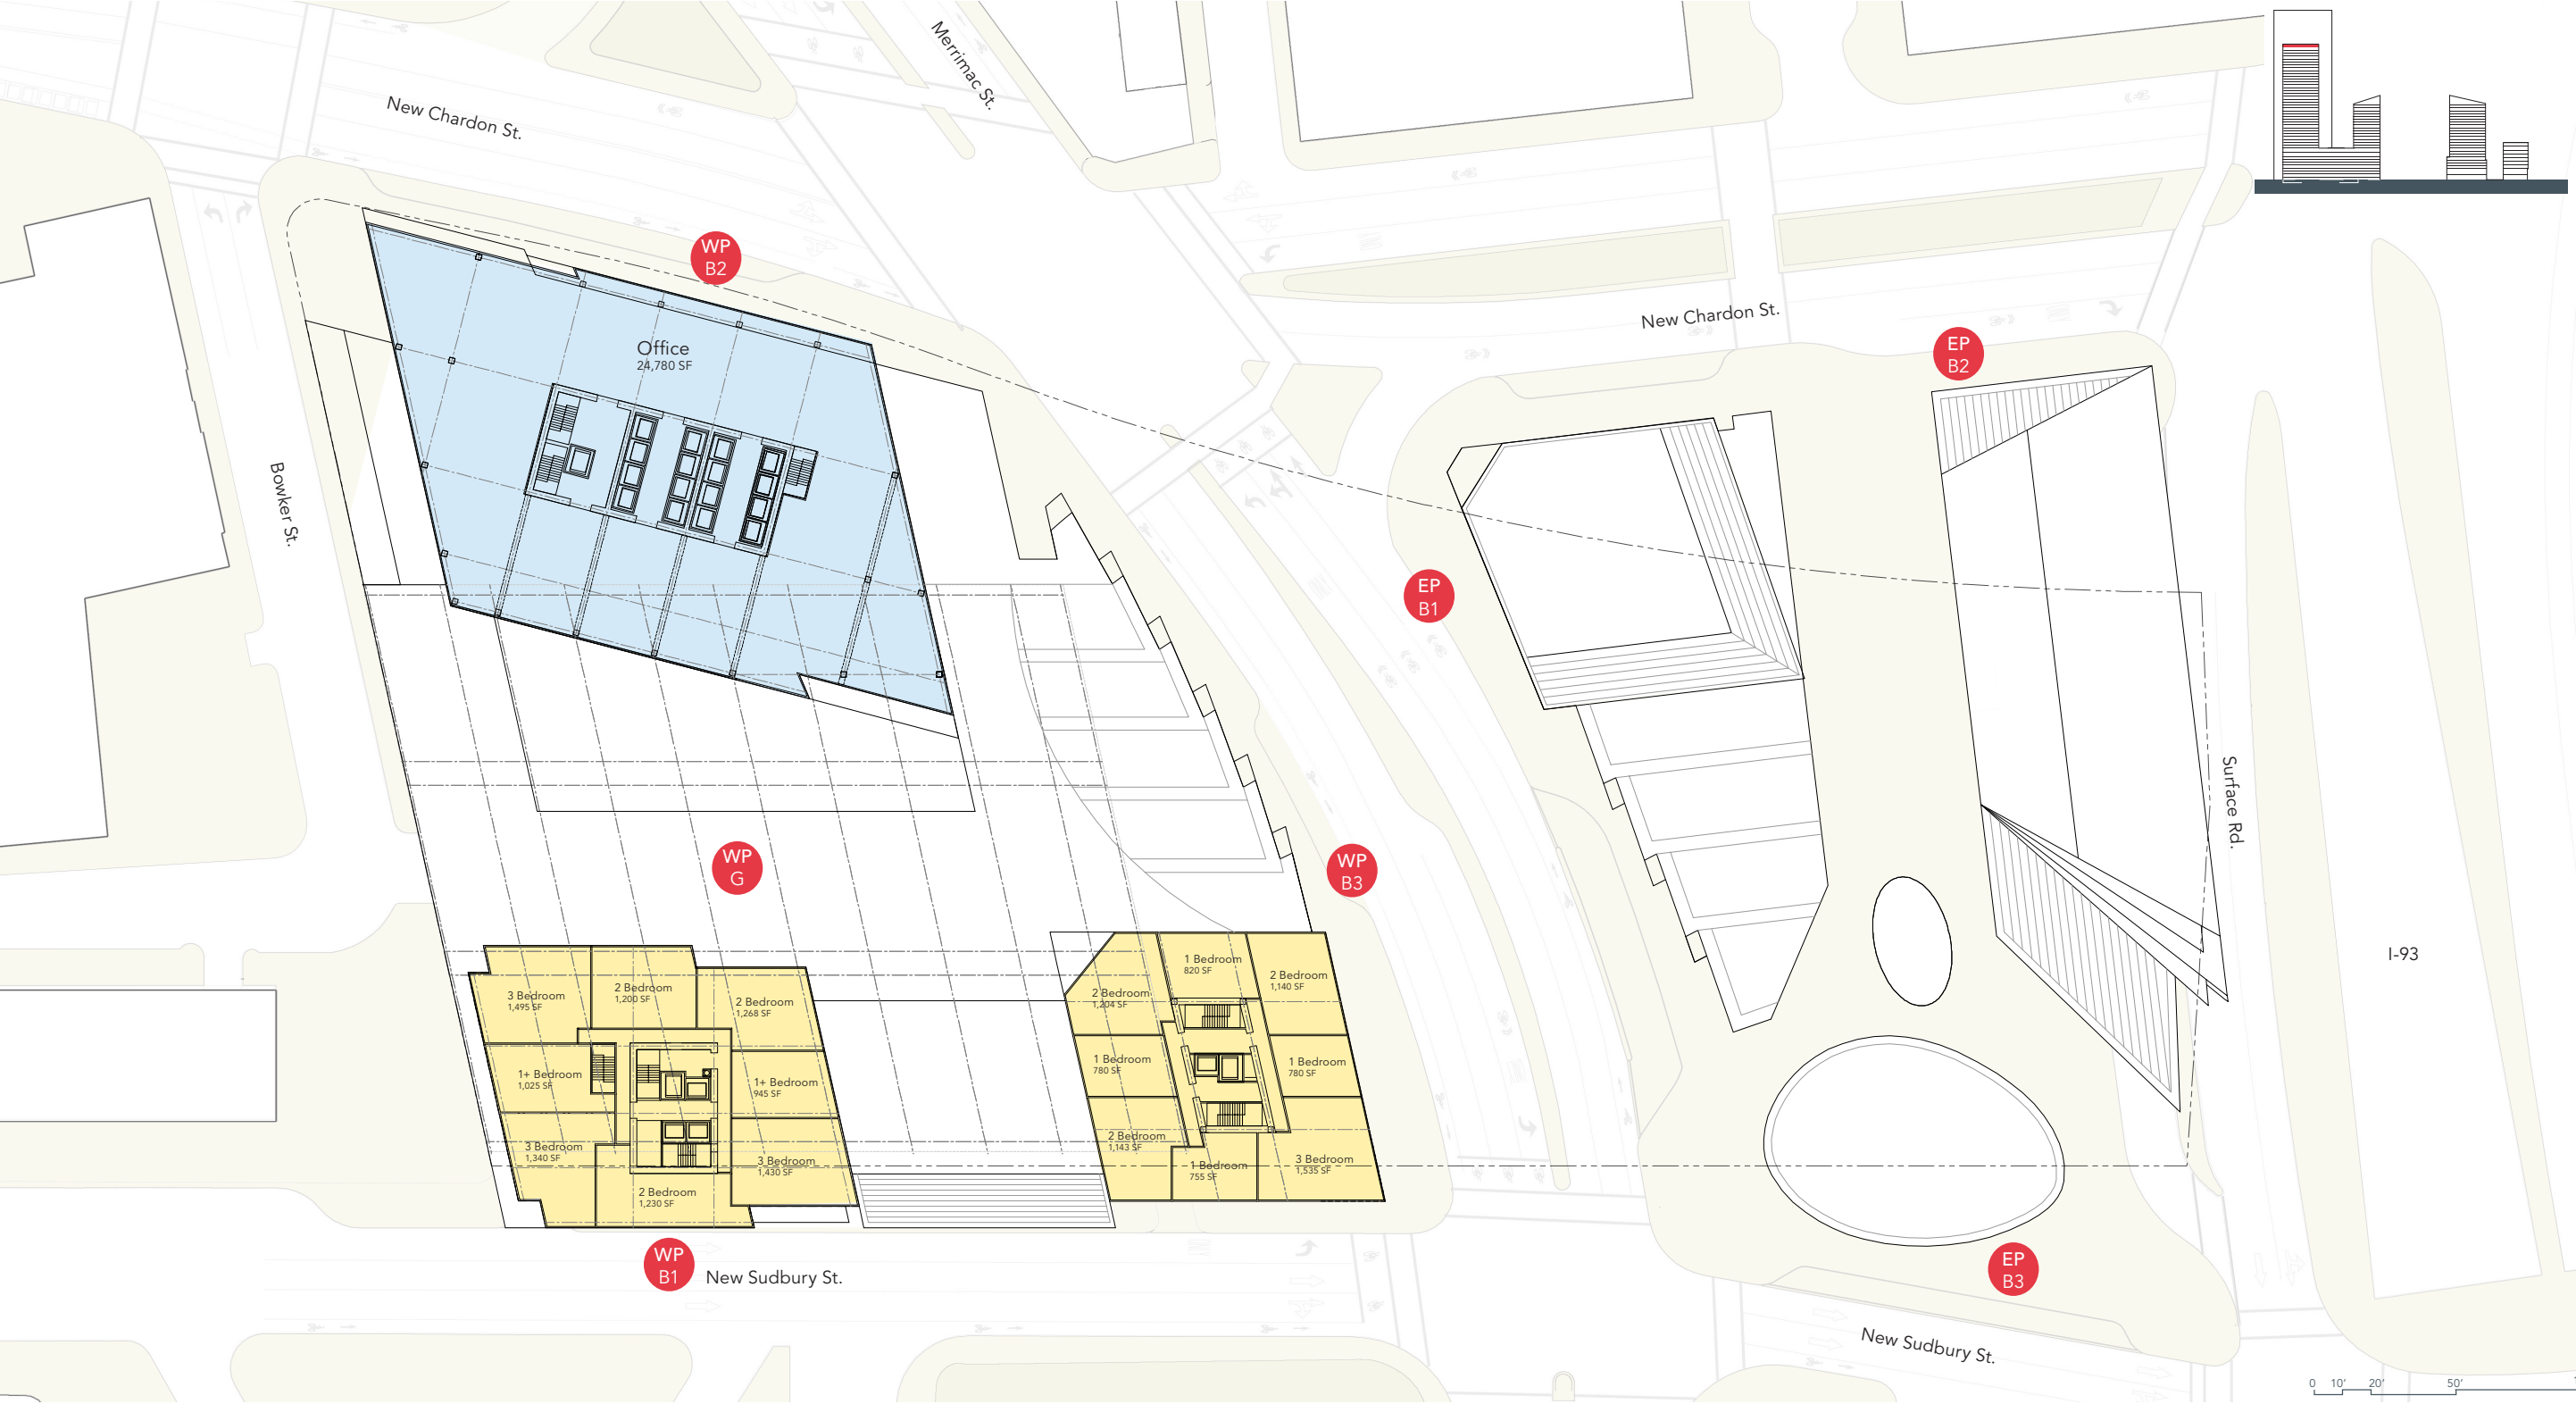 Merrimac St.
New Chardon St.
WP
B2
New Chardon St.
EP
B2
Office
24,780 SF
Bowker St.
EP
B1
Surface Rd.
WP
G
WP
B3
I-93
3 Bedroom
1,495 SF
2 Bedroom
1,200 SF
2 Bedroom
1,268 SF
1+ Bedroom
1,025 SF
1+ Bedroom
945 SF
3 Bedroom
1,340 SF
3 Bedroom
1,430 SF
2 Bedroom
1,230 SF
1 Bedroom
820 SF
2 Bedroom
1,140 SF
2 Bedroom
1,204 SF
1 Bedroom
780 SF
1 Bedroom
780 SF
2 Bedroom
1,143 SF
1 Bedroom
755 SF
3 Bedroom
1,535 SF
WP
B1
New Sudbury St.
EP
B3
New Sudbury St.
0 10' 20' 50'